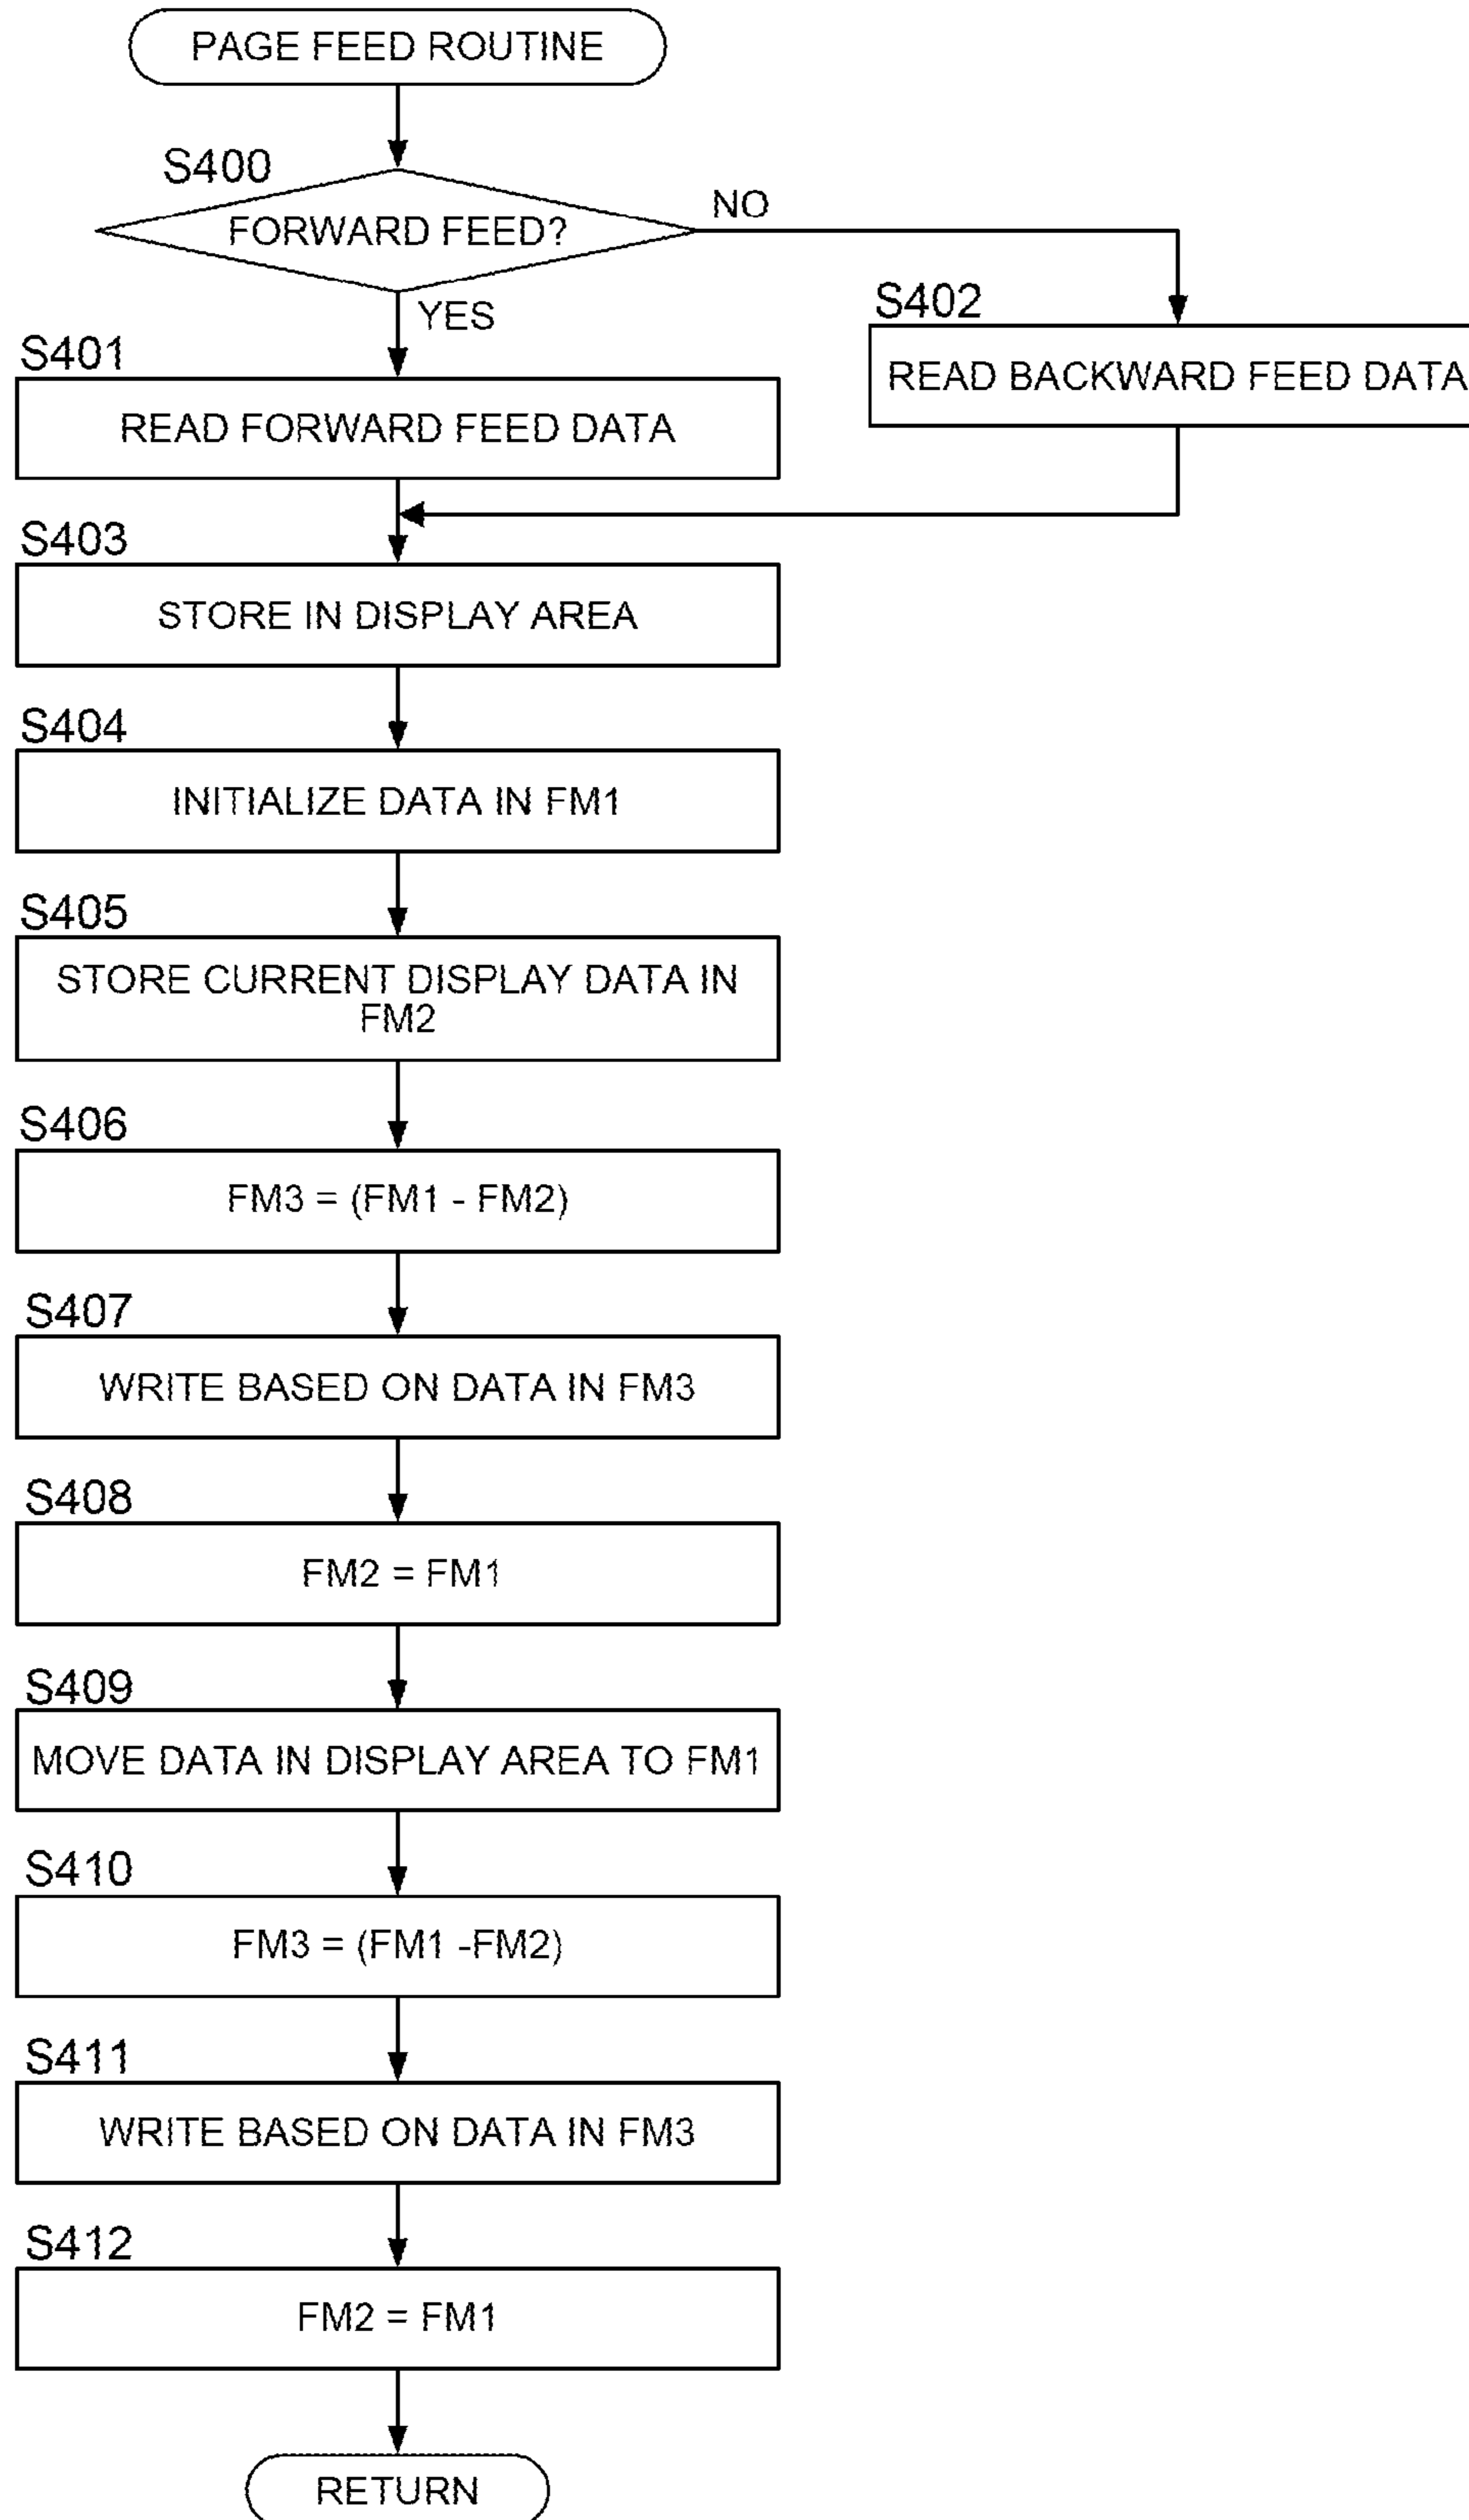 PAGE FEED ROUTINE
S400
FORWARD FEED?
NO
YES
S401
READ FORWARD FEED DATA
S402
READ BACKWARD FEED DATA
S403
STORE IN DISPLAY AREA
S404
INITIALIZE DATA IN FM1
S405
STORE CURRENT DISPLAY DATA IN
FM2
S406
FM3 = (FM1 - FM2)
S407
WRITE BASED ON DATA IN FM3
S408
FM2 = FM1
S409
MOVE DATA IN DISPLAY AREA TO FM1
S410
FM3 = (FM1 -FM2)
S411
WRITE BASED ON DATA IN FM3
S412
FM2 = FM1
RETURN